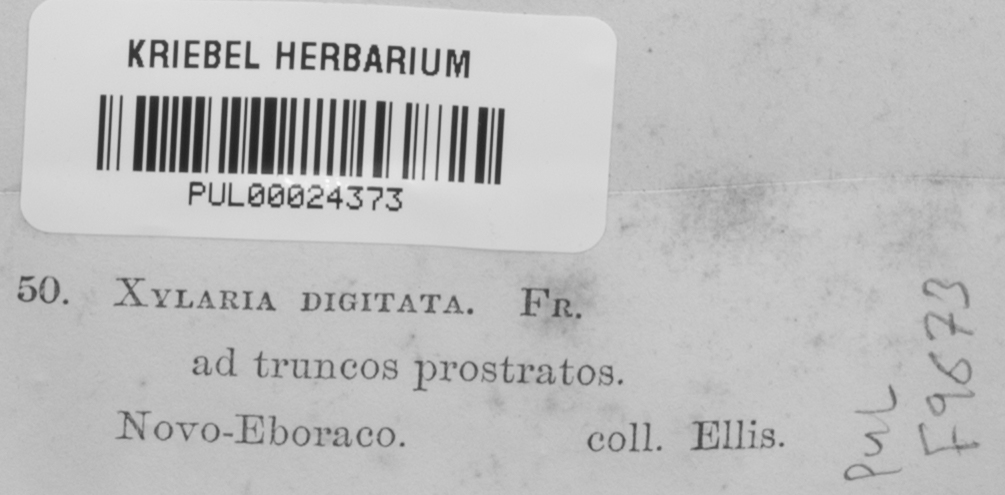 KRIEBEL HERBARIUM
PUL00024373
50. XYLARIA DIGITATA. FR.
ad truncos prostratos.
Novo-Eboraco. coll. Ellis.
PUL
F9673